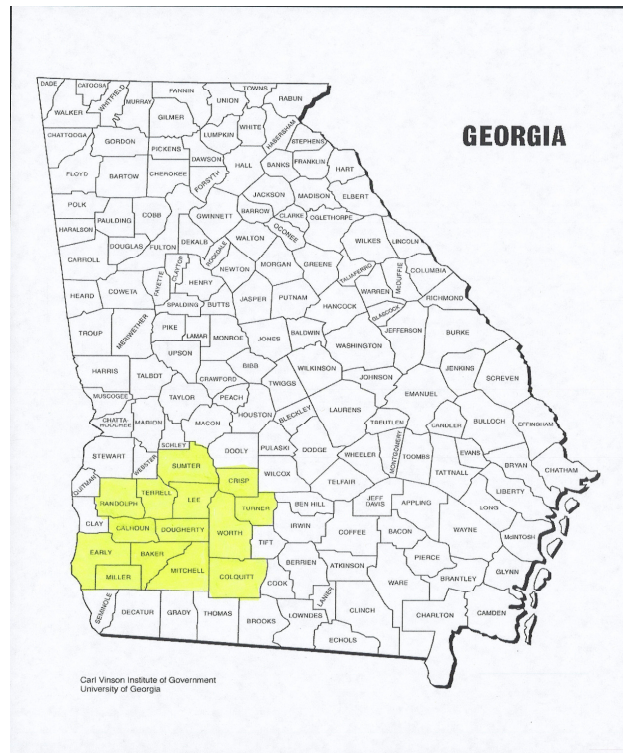 DADE
CATOOSA
WHITFIELD
MURRAY
FANNIN
UNION
TOWNS
RABUN
WALKER
GILMER
LUMPKIN
WHITE
HABERSHAM
STEPHENS
GEORGIA
CHATTOOGA
GORDON
PICKENS
DAWSON
HALL
BANKS
FRANKLIN
HART
FLOYD
BARTOW
CHEROKEE
FORSYTH
JACKSON
MADISON
ELBERT
POLK
PAULDING
COBB
GWINNETT
BARROW
CLARKE
OGLETHORPE
HARALSON
DOUGLAS
FULTON
DEKALB
ROCKDALE
WALTON
OCONEE
WILKES
LINCOLN
CARROLL
FAYETTE
CLAYTON
HENRY
NEWTON
MORGAN
GREENE
TALIAFERRO
McDUFFIE
COLUMBIA
HEARD
COWETA
SPALDING
BUTTS
JASPER
PUTNAM
HANCOCK
WARREN
GLASCOCK
RICHMOND
TROUP
MERIWETHER
PIKE
LAMAR
MONROE
JONES
BALDWIN
WASHINGTON
JEFFERSON
BURKE
UPSON
HARRIS
TALBOT
CRAWFORD
BIBB
TWIGGS
WILKINSON
JOHNSON
JENKINS
SCREVEN
MUSCOGEE
TAYLOR
PEACH
HOUSTON
BLECKLEY
LAURENS
EMANUEL
CHATTA
HOOCHEE
MARION
MACON
TREUTLEN
CANDLER
BULLOCH
EFFINGHAM
STEWART
WEBSTER
SCHLEY
SUMTER
DOOLY
PULASKI
DODGE
WHEELER
MONTGOMERY
TOOMBS
EVANS
BRYAN
CHATHAM
QUITMAN
RANDOLPH
TERRELL
LEE
CRISP
WILCOX
TELFAIR
TATTNALL
LIBERTY
TURNER
BEN HILL
JEFF
DAVIS
APPLING
LONG
CLAY
CALHOUN
DOUGHERTY
WORTH
IRWIN
COFFEE
BACON
WAYNE
McINTOSH
TIFT
EARLY
BAKER
MITCHELL
BERRIEN
ATKINSON
PIERCE
MILLER
COLQUITT
COOK
LANIER
WARE
BRANTLEY
GLYNN
SEMINOLE
DECATUR
GRADY
THOMAS
BROOKS
LOWNDES
CLINCH
CHARLTON
CAMDEN
ECHOLS
Carl Vinson Institute of Government
University of Georgia